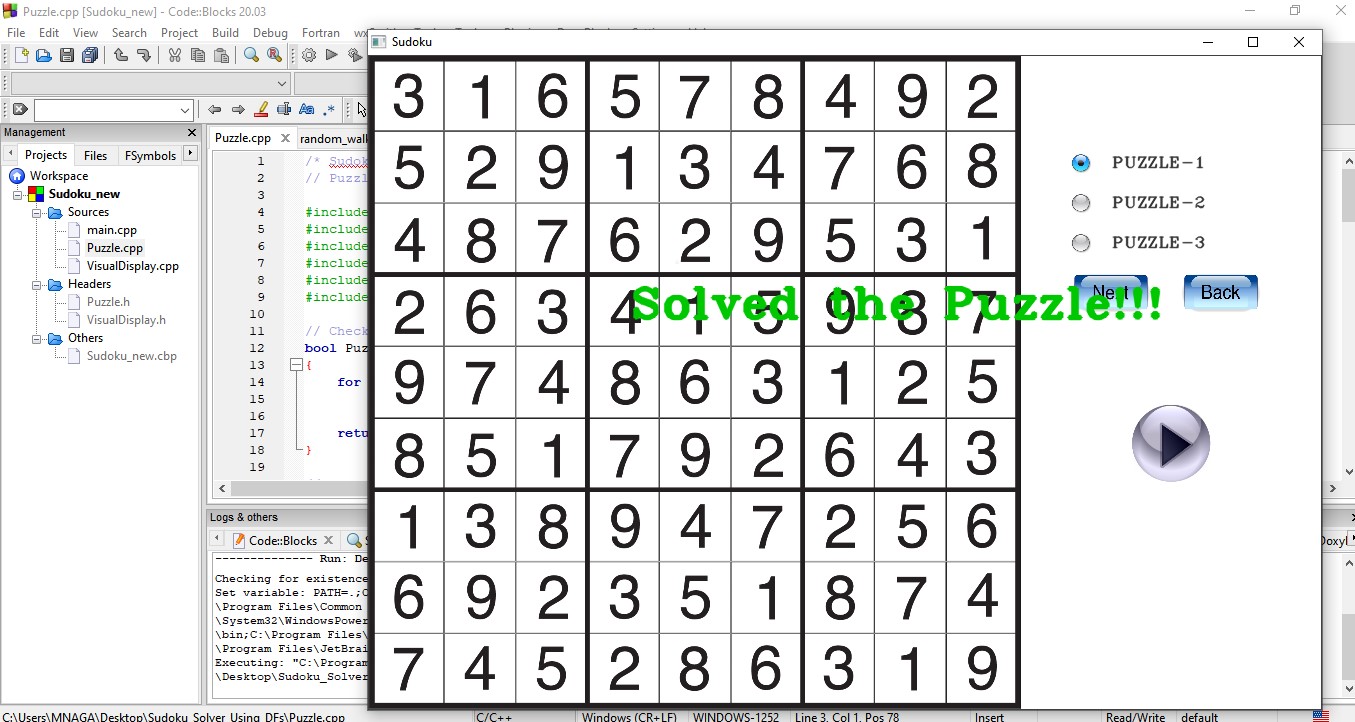 Puzzle.cpp [Sudoku_new] - Code::Blocks 20.03
File Edit View Search Project Build Debug Fortran
Sudoku
Management
Projects Files FSymbols
Workspace
Sudoku_new
Sources
main.cpp
Puzzle.cpp
VisualDisplay.cpp
Headers
Puzzle.h
VisualDisplay.h
Others
Sudoku_new.cbp
Puzzle.cpp random_wal
1 /* Sudok
2 // Puzzl
3
4 #include
5 #include
6 #include
7 #include
8 #include
9 #include
10
11 // Check
12 bool Puz
13 {
14 for
15
16
17 retu
18 }
19
3 1 6 5 7 8 4 9 2
5 2 9 1 3 4 7 6 8
4 8 7 6 2 9 5 3 1
2 6 3 4 1 5 9 8 7
Solved the Puzzle!!!
9 7 4 8 6 3 1 2 5
8 5 1 7 9 2 6 4 3
1 3 8 9 4 7 2 5 6
6 9 2 3 5 1 8 7 4
7 4 5 2 8 6 3 1 9
PUZZLE-1
PUZZLE-2
PUZZLE-3
Next Back
Logs & others
Code::Blocks
-------------- Run: De
Checking for existence
Set variable: PATH=.;C
\Program Files\Common
\System32\WindowsPower
\bin;C:\Program Files\
\Program Files\JetBrai
Executing: "C:\Program
\Desktop\Sudoku_Solver
Doxyl
C:\Users\MNAGA\Desktop\Sudoku_Solver_Using_DFs\Puzzle.cpp C/C++ Windows (CR+LF) WINDOWS-1252 Line 3, Col 1, Pos 78 Insert Read/Write default